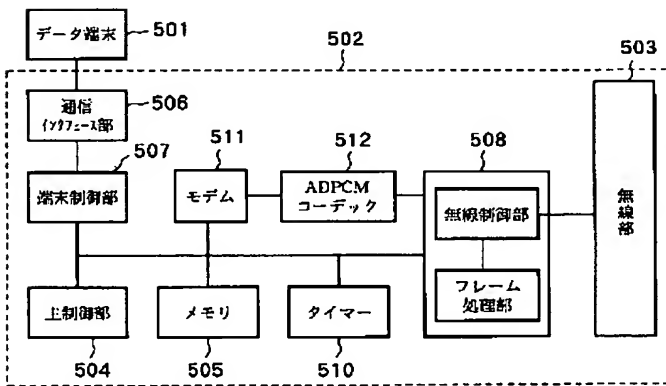 データ端末
501
502
503
通信
インタフェース部
506
507
511
512
508
端末制御部
モデム
ADPCM
コーデック
無線制御部
無線部
主制御部
メモリ
タイマー
フレーム
処理部
504
505
510